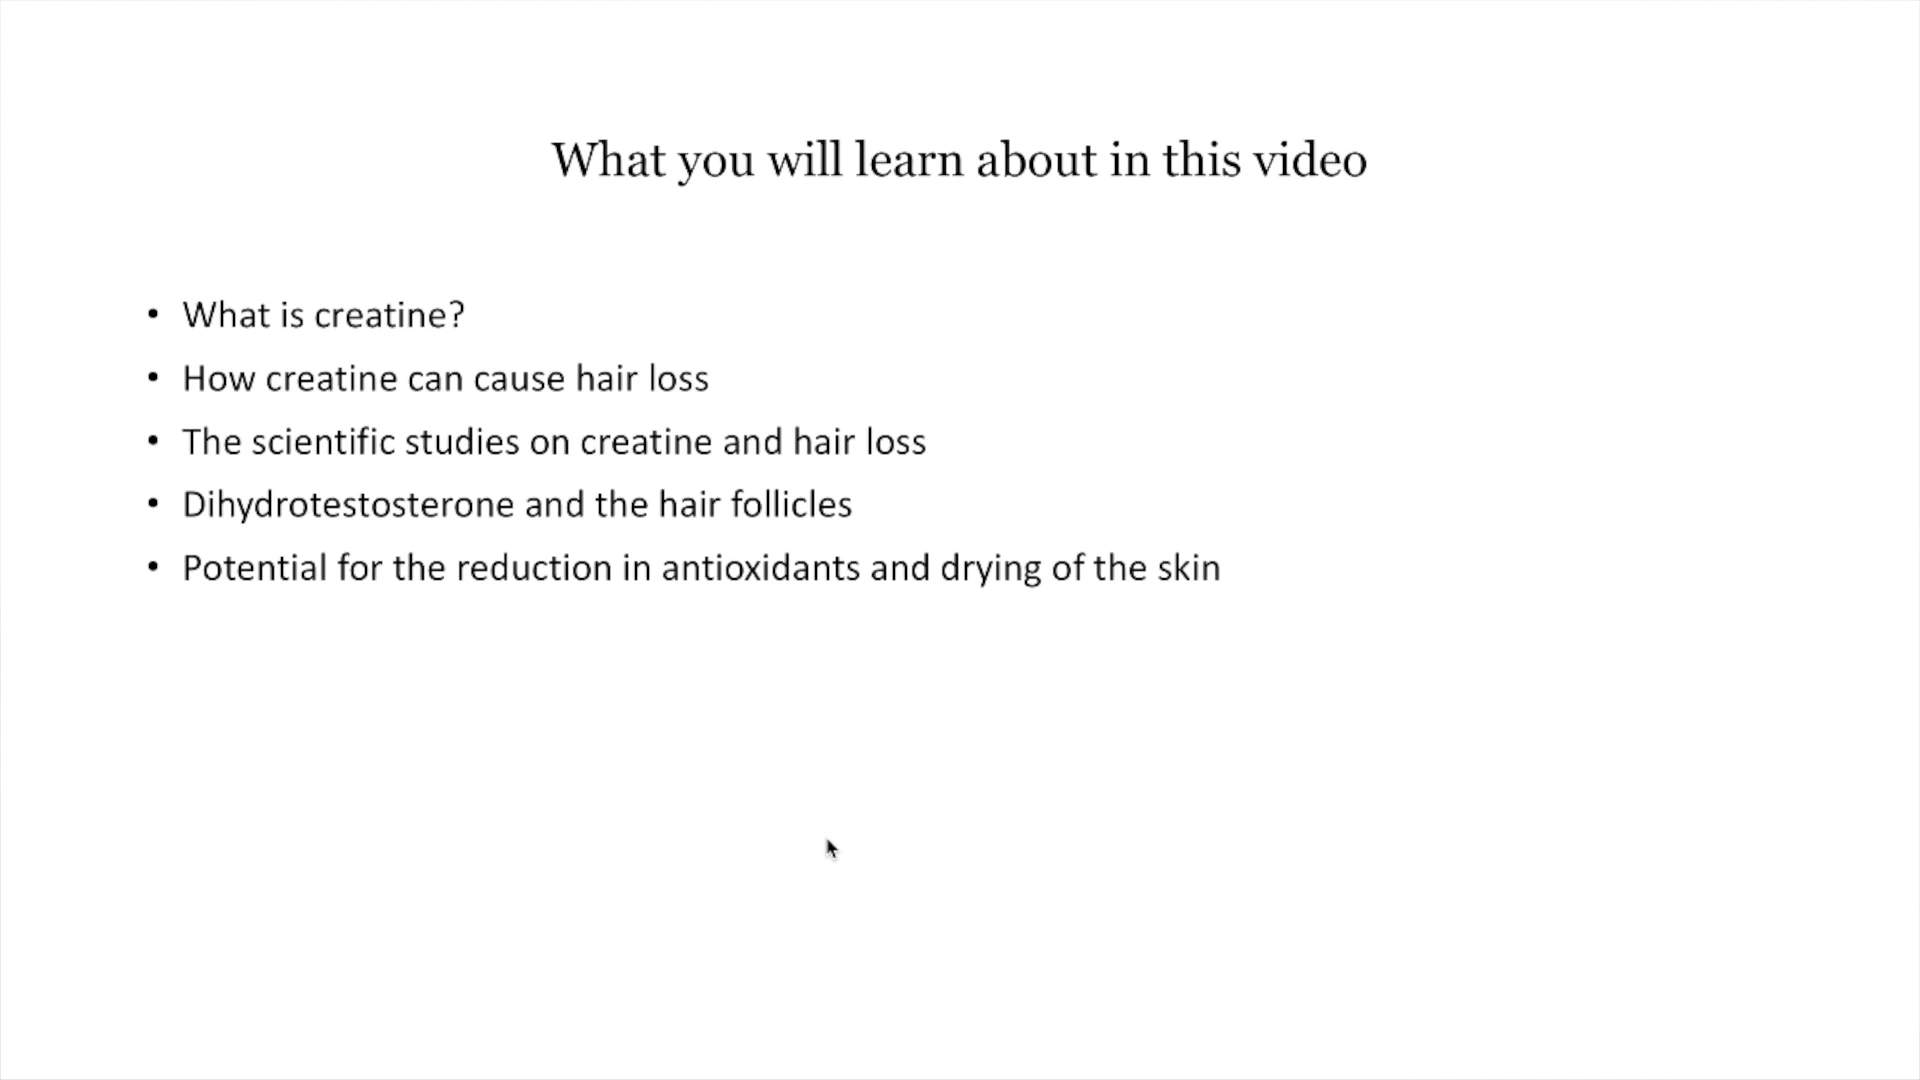 What you will learn about in this video
• What is creatine?
• How creatine can cause hair loss
• The scientific studies on creatine and hair loss
• Dihydrotestosterone and the hair follicles
• Potential for the reduction in antioxidants and drying of the skin